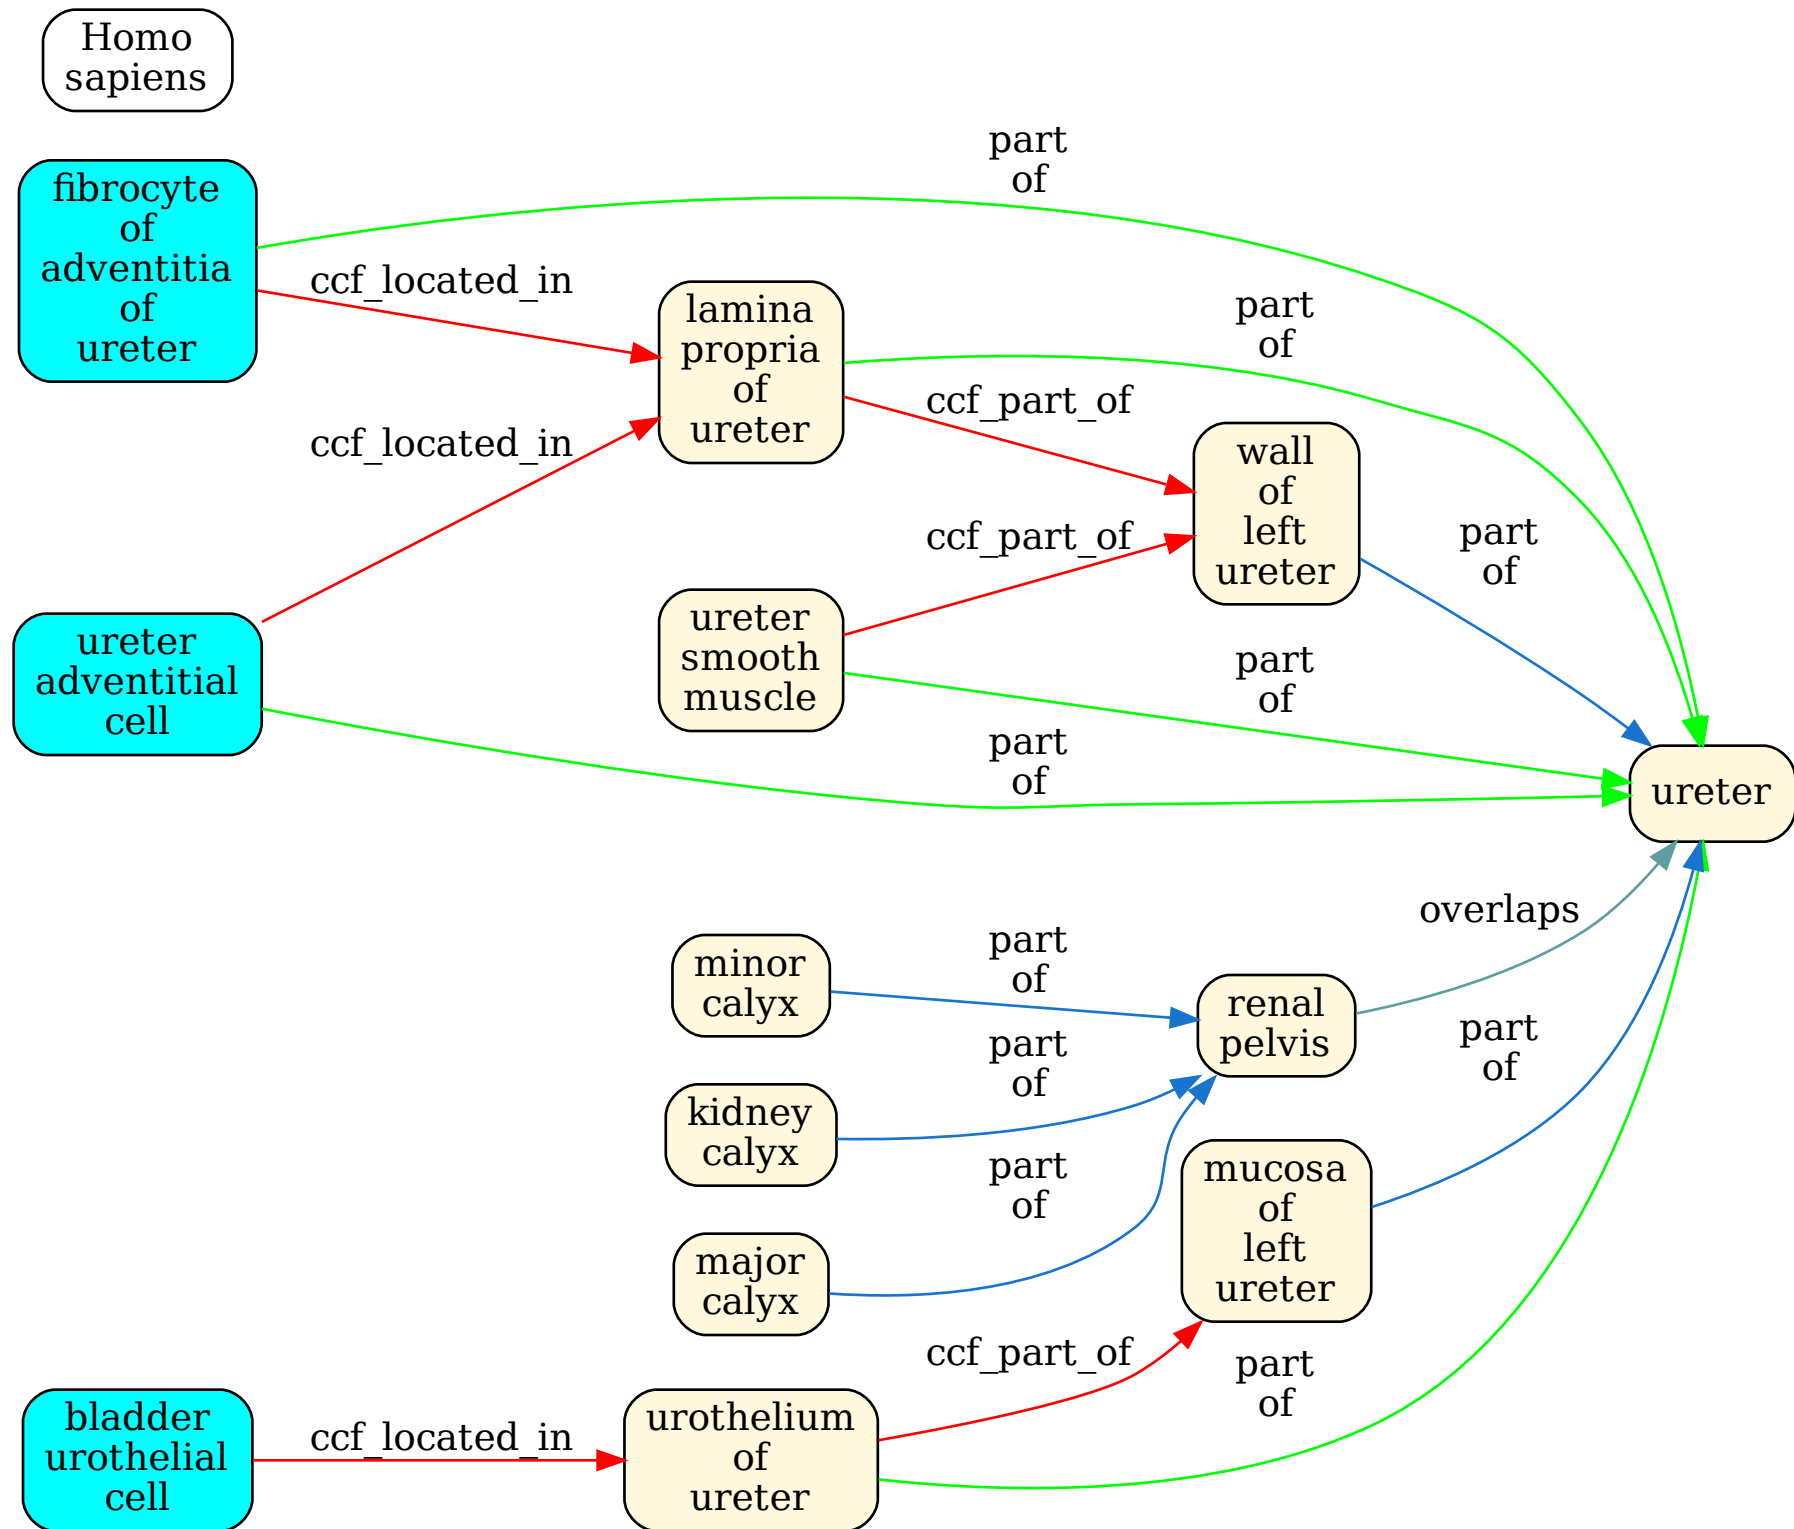 Homo
sapiens
fibrocyte
of
adventitia
of
ureter
part
of
ccf_located_in
lamina
propria
of
ureter
part
of
ccf_located_in
ccf_part_of
wall
of
left
ureter
ccf_part_of
part
of
ureter
smooth
muscle
ureter
adventitial
cell
part
of
part
of
ureter
overlaps
minor
calyx
part
of
renal
pelvis
kidney
calyx
part
of
part
of
major
calyx
part
of
mucosa
of
left
ureter
ccf_part_of
part
of
bladder
urothelial
cell
ccf_located_in
urothelium
of
ureter